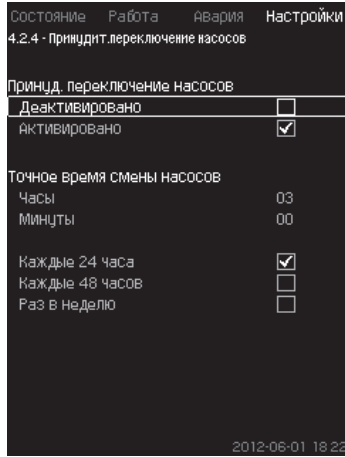 Состояние Работа Авария Настройки
4.2.4 - Принудит.переключение насосов
Принуд. переключение насосов
Деактивировано
Активировано
Точное время смены насосов
Часы 03
Минуты 00
Каждые 24 часа
Каждые 48 часов
Раз в неделю
2012-06-01 18:22